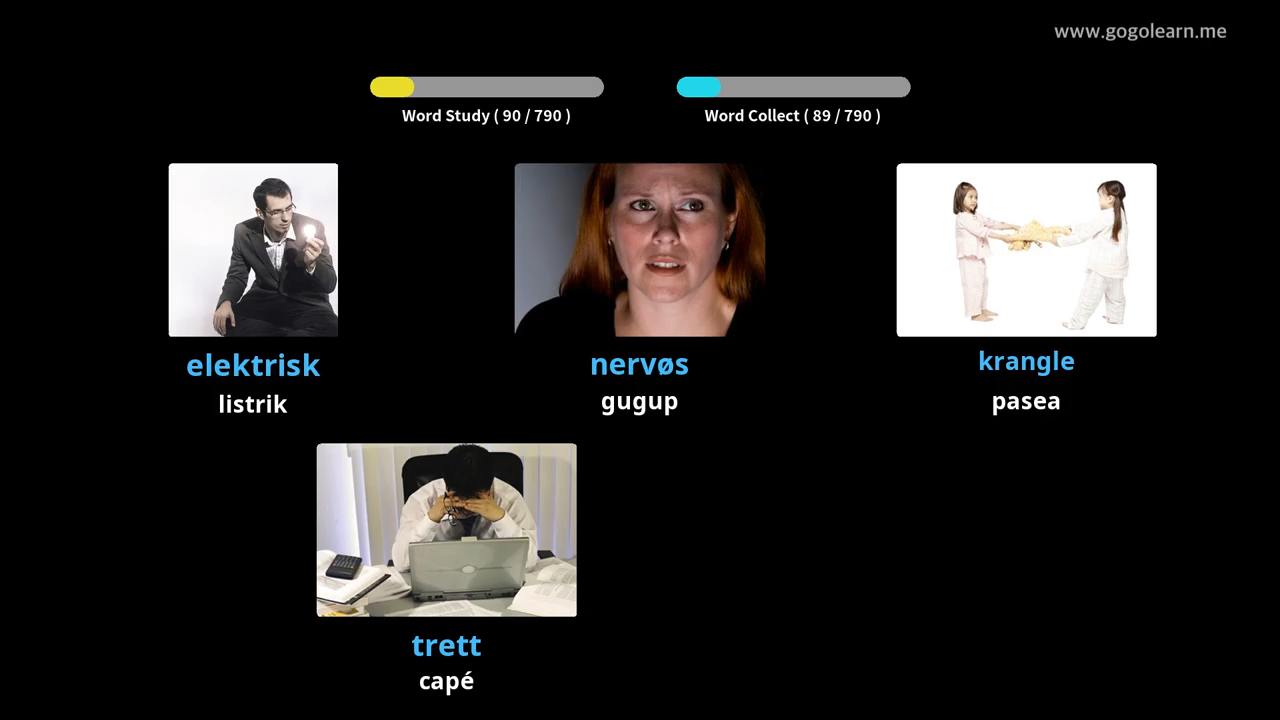 www.gogolearn.me
Word Study ( 90 / 790 )
Word Collect ( 89 / 790 )
elektrisk
listrik
nervøs
gugup
krangle
pasea
trett
capé